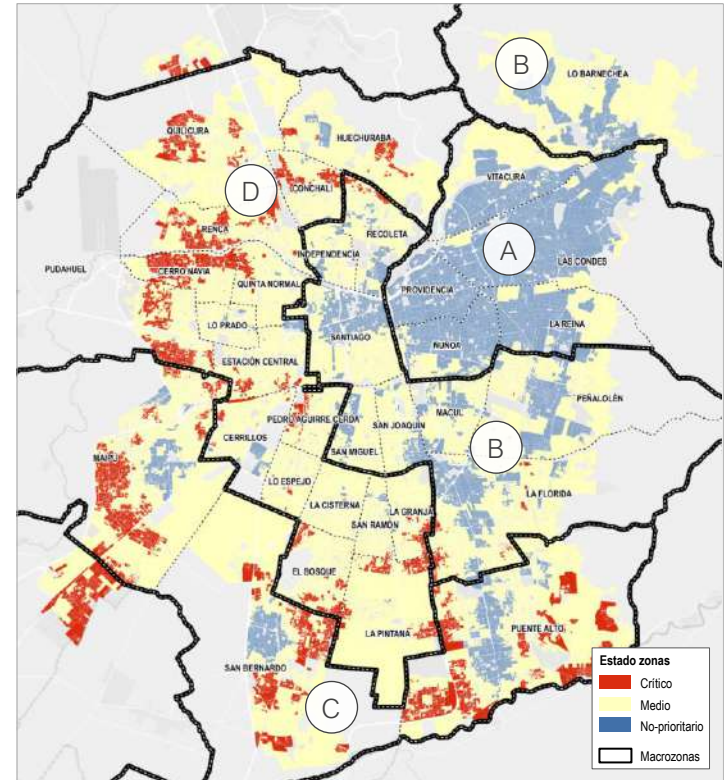 B
LO BARNECHEA
QUILICURA
HUECHURABA
VITACURA
D
CONCHALÍ
RENCA
RECOLETA
INDEPENDENCIA
A
LAS CONDES
PUDAHUEL
CERRO NAVIA
QUINTA NORMAL
PROVIDENCIA
LO PRADO
SANTIAGO
LA REINA
ÑUÑOA
ESTACIÓN CENTRAL
PEÑALOLÉN
MACUL
PEDRO AGUIRRE CERDA
SAN JOAQUÍN
CERRILLOS
B
SAN MIGUEL
MAIPÚ
LO ESPEJO
LA FLORIDA
LA CISTERNA
LA GRANJA
SAN RAMÓN
EL BOSQUE
PUENTE ALTO
LA PINTANA
SAN BERNARDO
C
Estado zonas
Crítico
Medio
No-prioritario
Macrozonas